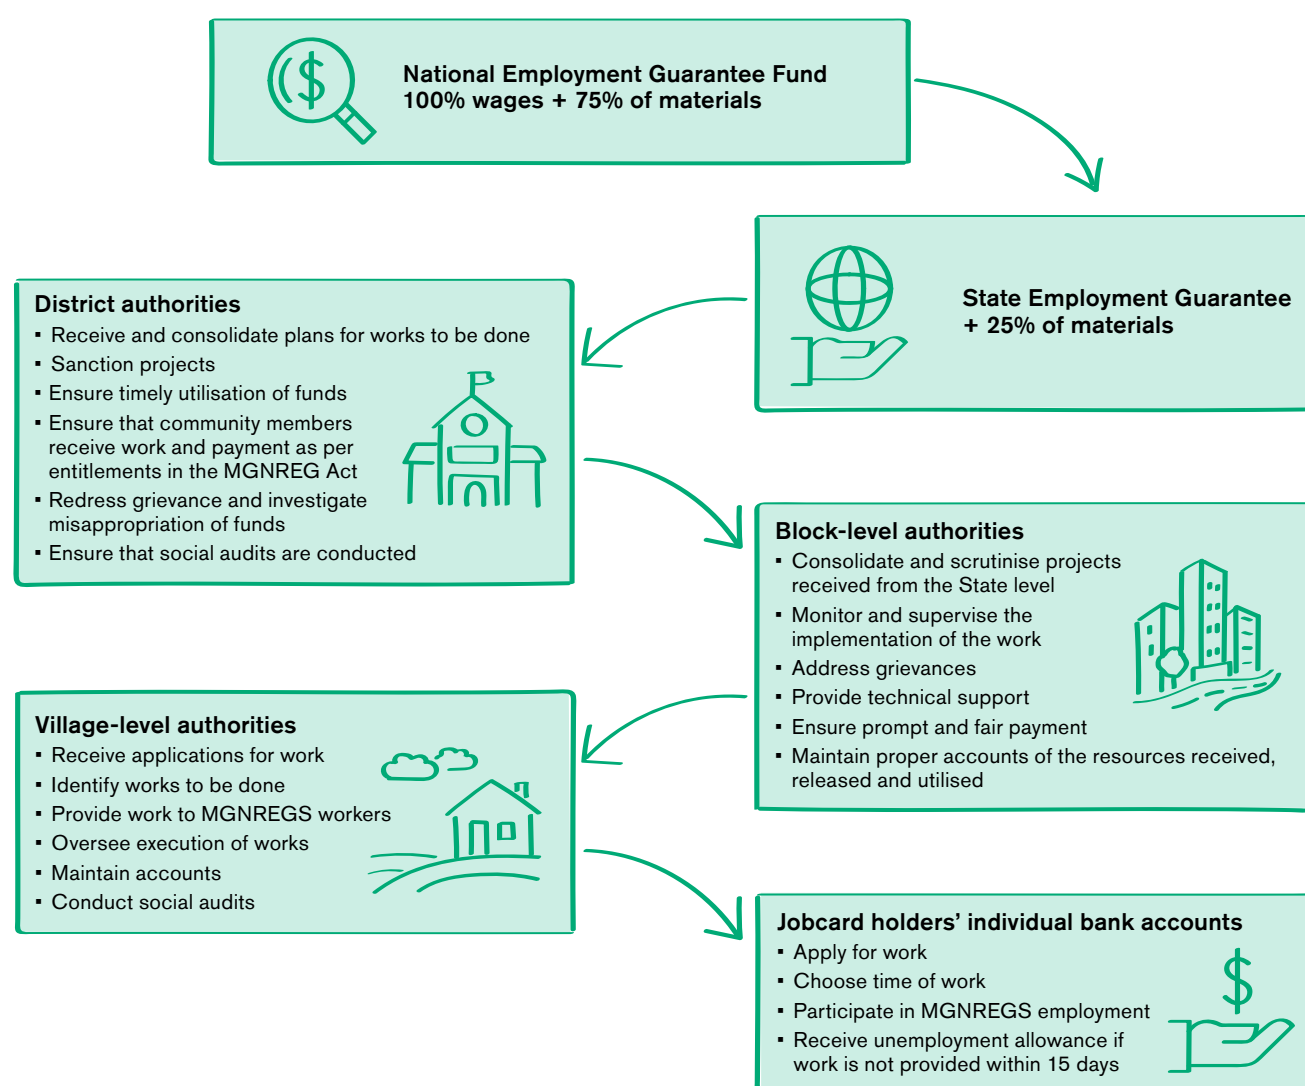 National Employment Guarantee Fund
100% wages + 75% of materials
State Employment Guarantee
+ 25% of materials
District authorities
▪ Receive and consolidate plans for works to be done
▪ Sanction projects
▪ Ensure timely utilisation of funds
▪ Ensure that community members
receive work and payment as per
entitlements in the MGNREG Act
▪ Redress grievance and investigate
misappropriation of funds
▪ Ensure that social audits are conducted
Block-level authorities
▪ Consolidate and scrutinise projects
received from the State level
▪ Monitor and supervise the
implementation of the work
▪ Address grievances
▪ Provide technical support
▪ Ensure prompt and fair payment
▪ Maintain proper accounts of the resources received,
released and utilised
Village-level authorities
▪ Receive applications for work
▪ Identify works to be done
▪ Provide work to MGNREGS workers
▪ Oversee execution of works
▪ Maintain accounts
▪ Conduct social audits
Jobcard holders’ individual bank accounts
▪ Apply for work
▪ Choose time of work
▪ Participate in MGNREGS employment
▪ Receive unemployment allowance if
work is not provided within 15 days